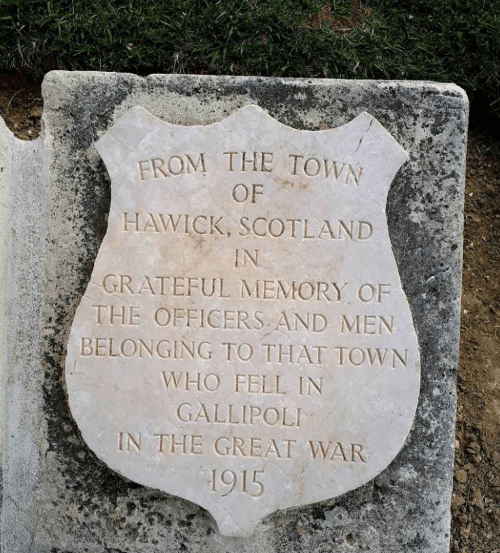 FROM THE TOWN
OF
HAWICK, SCOTLAND
IN
GRATEFUL MEMORY OF
THE OFFICERS AND MEN
BELONGING TO THAT TOWN
WHO FELL IN
GALLIPOLI
IN THE GREAT WAR
1915